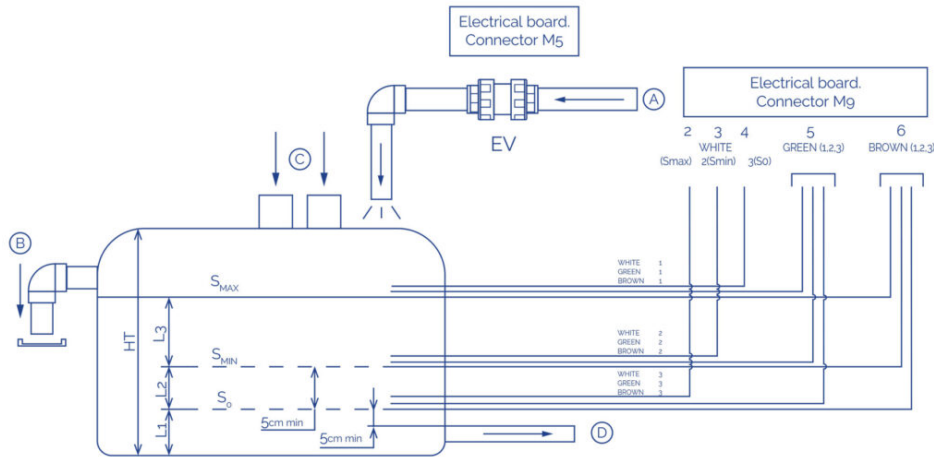 Electrical board.
Connector M5
A
Electrical board.
Connector M9
EV
2 3 4 5 6
WHITE GREEN (1,2,3) BROWN (1,2,3)
(Smax) 2(Smin) 3(S0)
C
B
SMAX
WHITE 1
GREEN 1
BROWN 1
HT
L3
WHITE 2
GREEN 2
BROWN 2
SMIN
L2
WHITE 3
GREEN 3
BROWN 3
So
L1
5cm min
5cm min
D